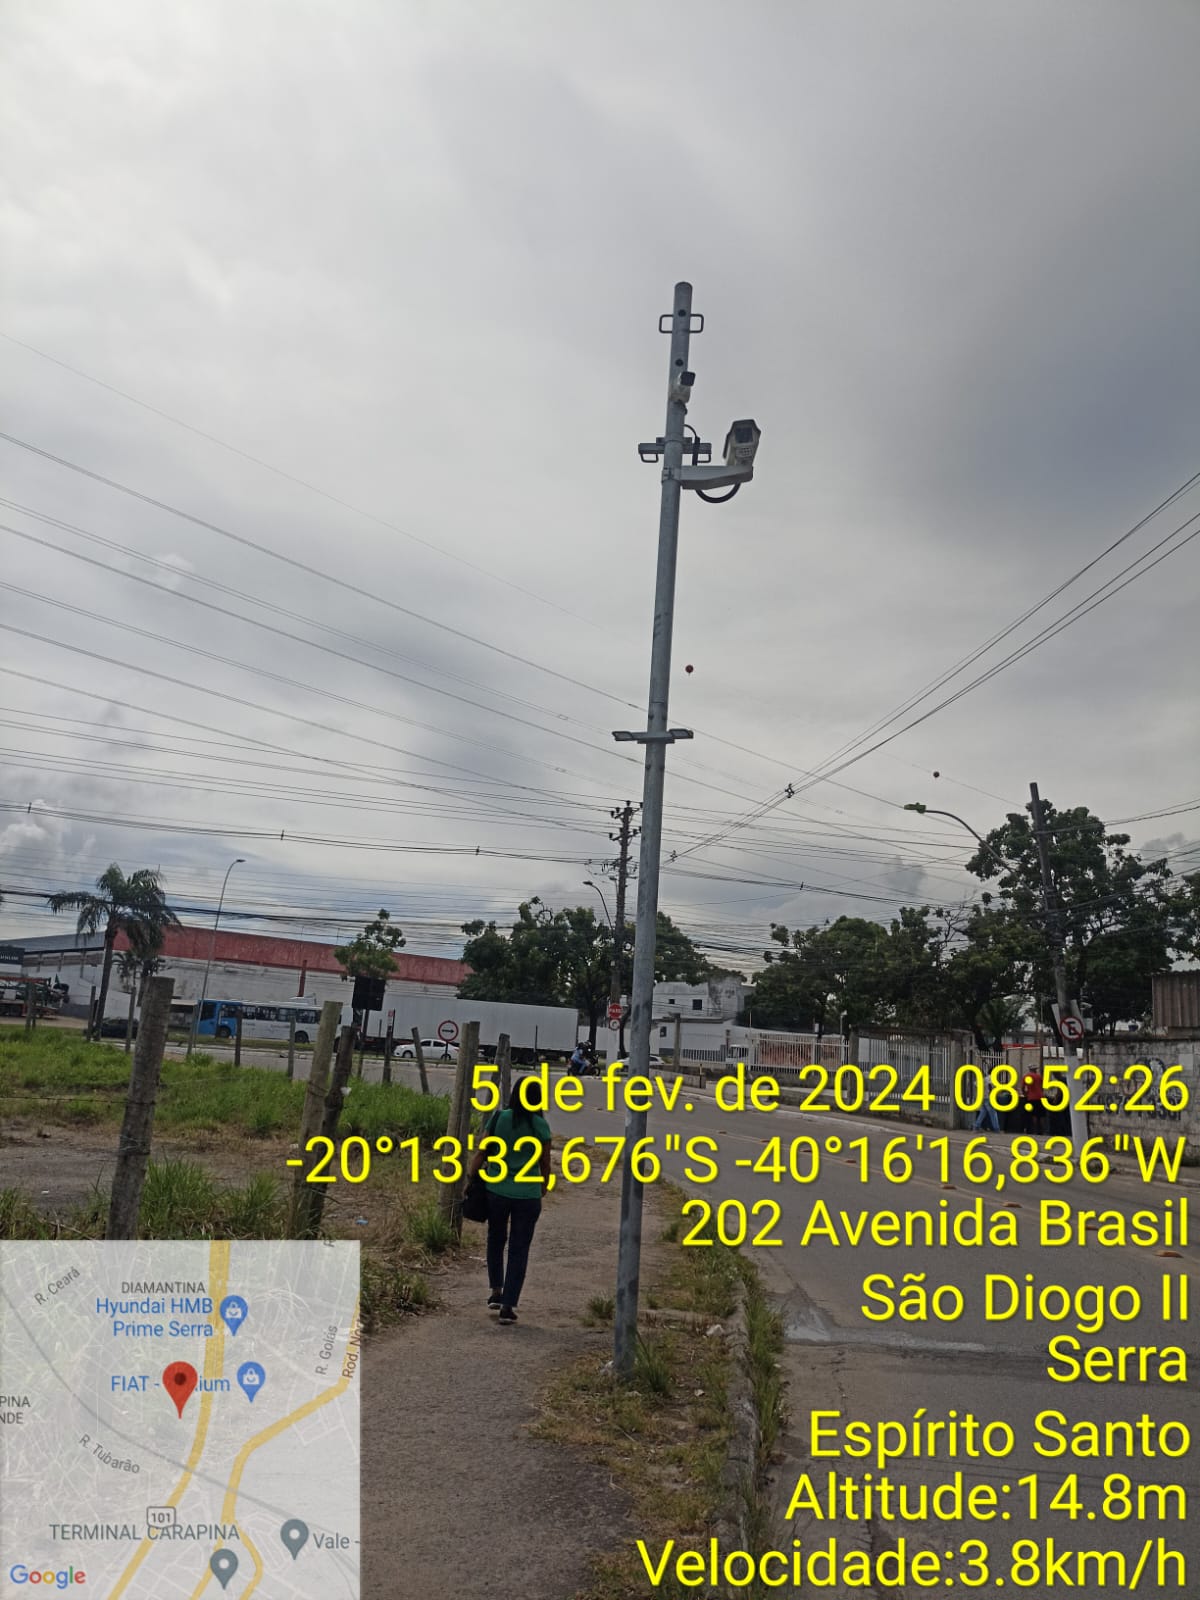 5 de fev. de 2024 08:52:26
-20°13'32,676"S -40°16'16,836"W
202 Avenida Brasil
São Diogo II
Serra
Espírito Santo
Altitude:14.8m
Velocidade:3.8km/h
R. Ceará
DIAMANTINA
Hyundai HMB
Prime Serra
R. Goiás
FIAT -
R. Tubarão
101
TERMINAL CARAPINA
Vale -
Google
E